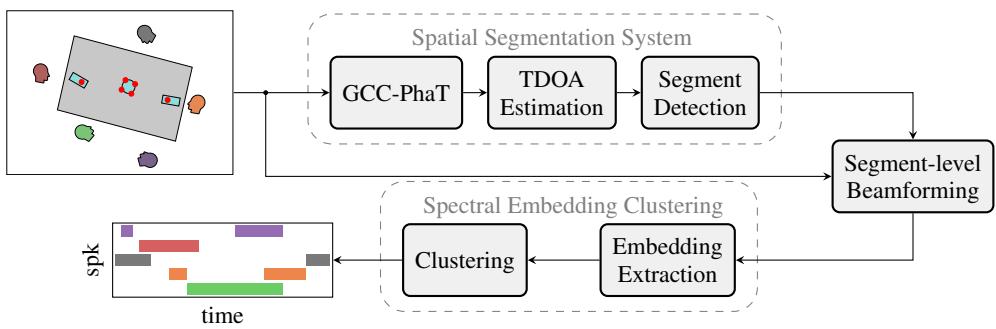 Spatial Segmentation System
GCC-PhaT
TDOA
Estimation
Segment
Detection
Segment-level
Beamforming
Spectral Embedding Clustering
Clustering
Embedding
Extraction
spk
time